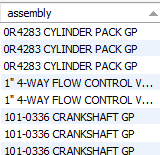 assembly
0R4283 CYLINDER PACK GP
0R4283 CYLINDER PACK GP
0R4283 CYLINDER PACK GP
1" 4-WAY FLOW CONTROL V...
1" 4-WAY FLOW CONTROL V...
101-0336 CRANKSHAFT GP
101-0336 CRANKSHAFT GP
101-0336 CRANKSHAFT GP